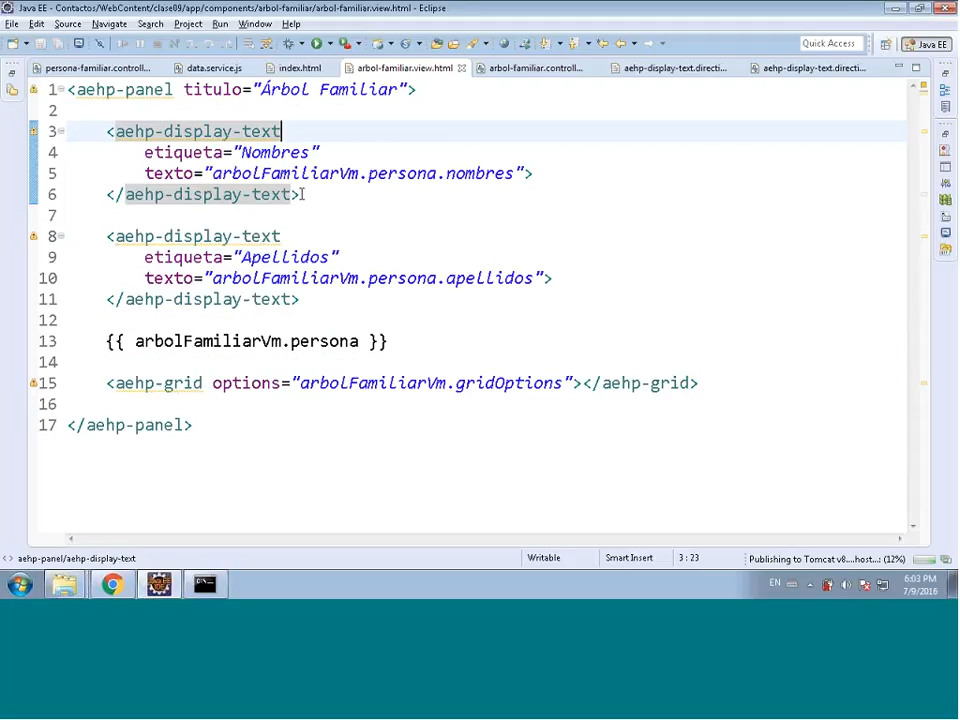 Java EE - Contactos/WebContent/clase09/app/components/arbol-familiar/arbol-familiar.view.html - Eclipse
File Edit Source Navigate Search Project Run Window Help
Quick Access
Java EE
persona-familiar.controll...
data.service.js
index.html
arbol-familiar.view.html
arbol-familiar.controll...
aehp-display-text.directi...
aehp-display-text.directi...
1 <aehp-panel titulo="Árbol Familiar">
2
3 <aehp-display-text
4 etiqueta="Nombres"
5 texto="arbolFamiliarVm.persona.nombres">
6 </aehp-display-text>
7
8 <aehp-display-text
9 etiqueta="Apellidos"
10 texto="arbolFamiliarVm.persona.apellidos">
11 </aehp-display-text>
12
13 {{ arbolFamiliarVm.persona }}
14
15 <aehp-grid options="arbolFamiliarVm.gridOptions"></aehp-grid>
16
17 </aehp-panel>
aehp-panel/aehp-display-text
Writable
Smart Insert
3 : 23
Publishing to Tomcat v8....host...: (12%)
EN
6:03 PM
7/9/2016